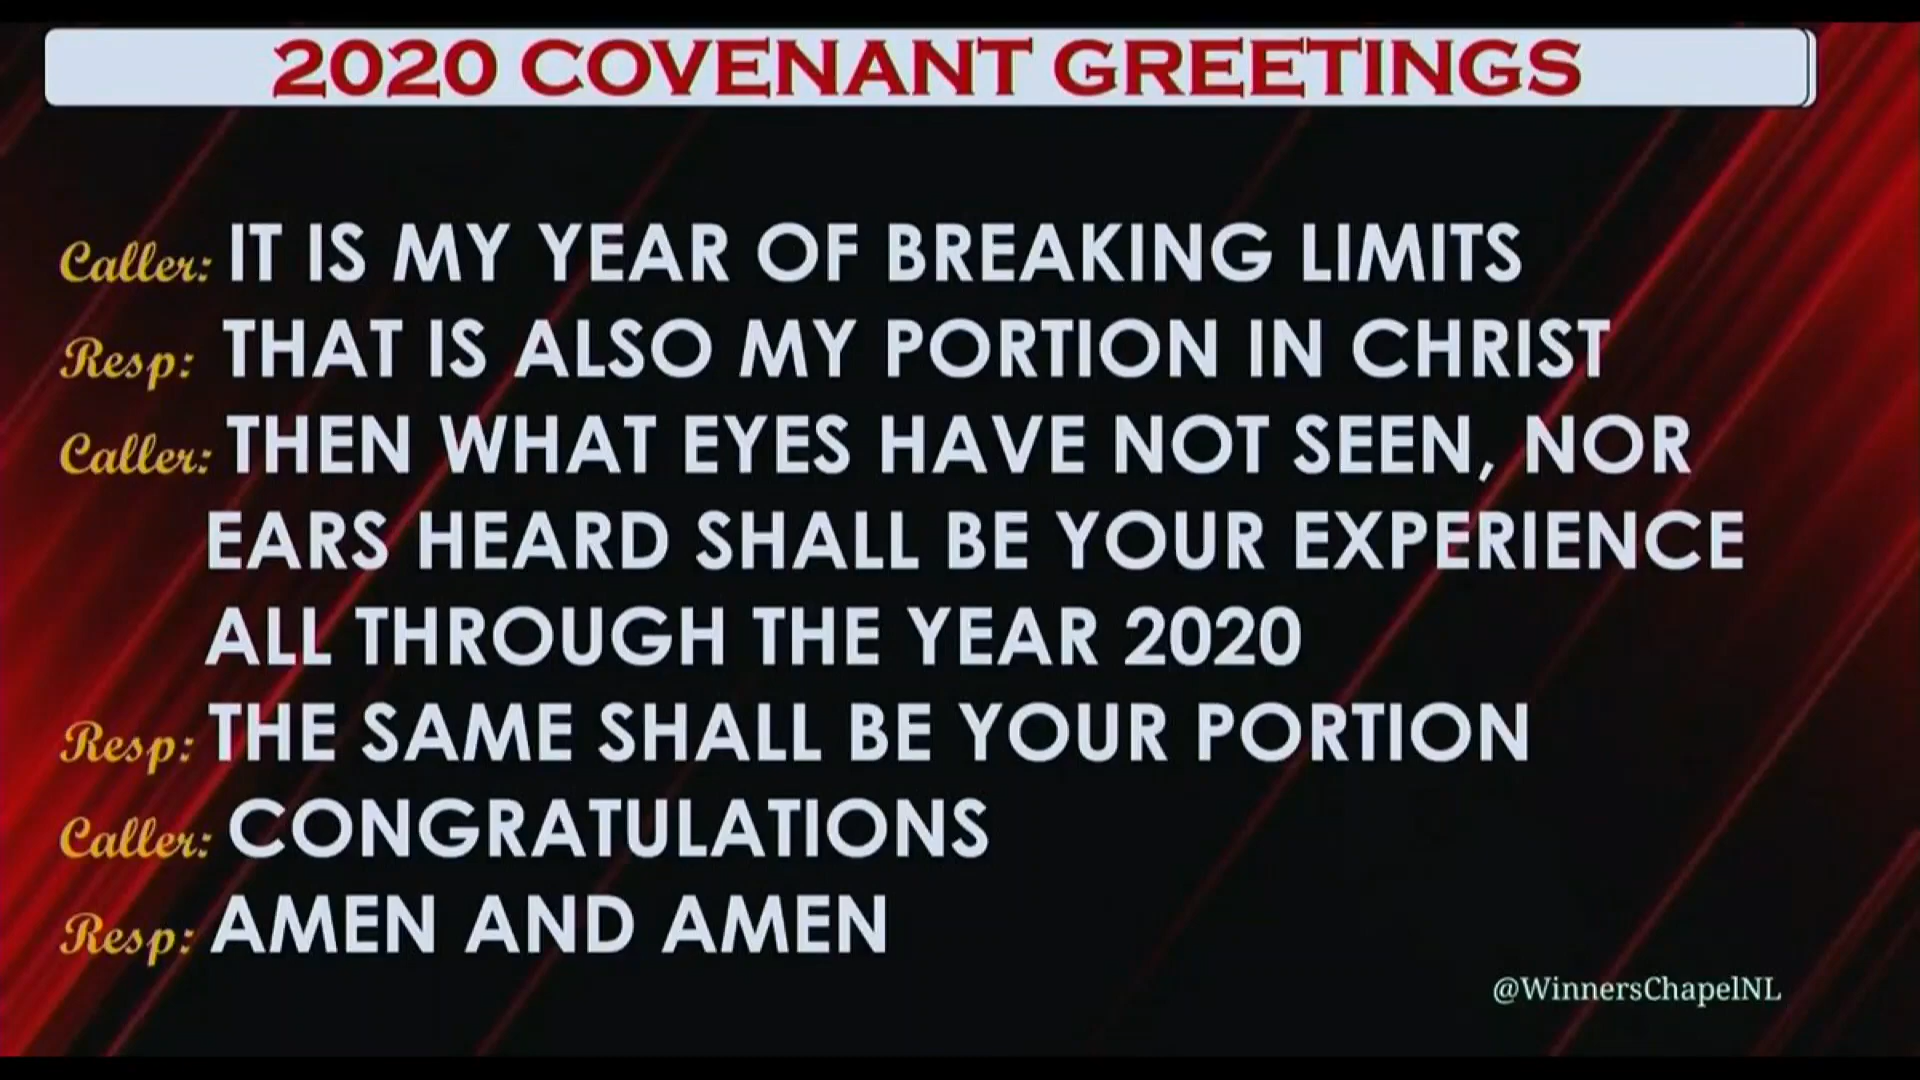 2020 COVENANT GREETINGS
Caller: IT IS MY YEAR OF BREAKING LIMITS
Resp: THAT IS ALSO MY PORTION IN CHRIST
Caller: THEN WHAT EYES HAVE NOT SEEN, NOR
EARS HEARD SHALL BE YOUR EXPERIENCE
ALL THROUGH THE YEAR 2020
Resp: THE SAME SHALL BE YOUR PORTION
Caller: CONGRATULATIONS
Resp: AMEN AND AMEN
@WinnersChapelNL